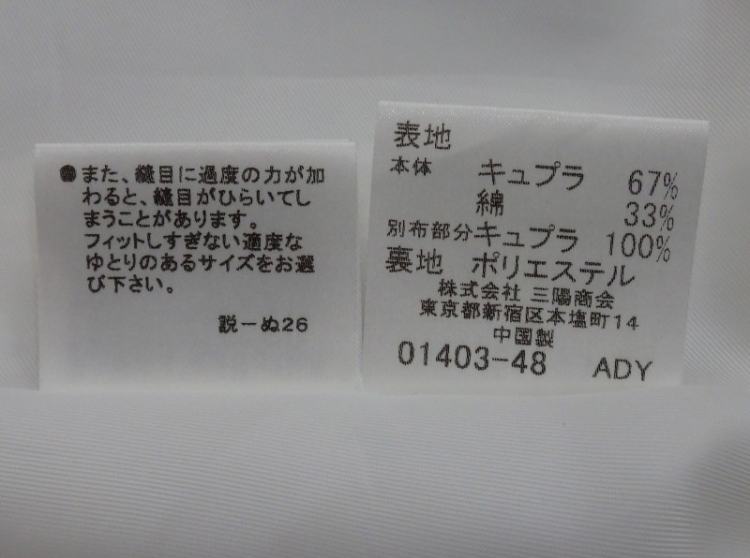 ●また、縫目に過度の力が加
わると、縫目がひらいてし
まうことがあります。
フィットしすぎない適度な
ゆとりのあるサイズをお選
び下さい。
説ーぬ26
表地
本体 キュプラ 67%
綿 33%
別布部分キュプラ 100%
裏地 ポリエステル
株式会社 三陽商会
東京都新宿区本塩町14
中国製
01403-48 ADY